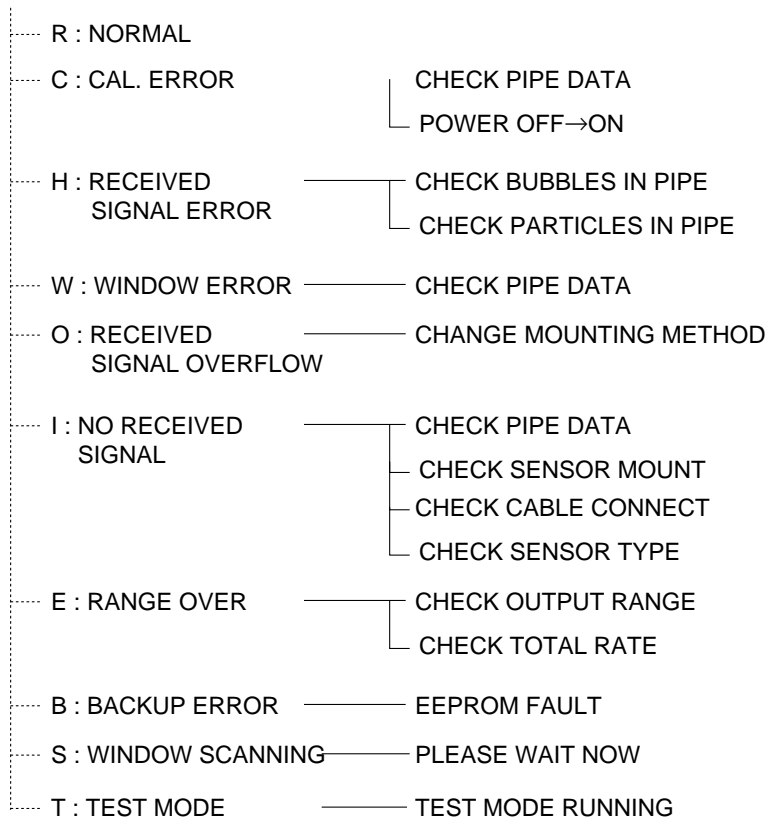 R : NORMAL
C : CAL. ERROR CHECK PIPE DATA
POWER OFF→ON
H : RECEIVED CHECK BUBBLES IN PIPE
SIGNAL ERROR CHECK PARTICLES IN PIPE
W : WINDOW ERROR CHECK PIPE DATA
O : RECEIVED CHANGE MOUNTING METHOD
SIGNAL OVERFLOW
I : NO RECEIVED CHECK PIPE DATA
SIGNAL CHECK SENSOR MOUNT
CHECK CABLE CONNECT
CHECK SENSOR TYPE
E : RANGE OVER CHECK OUTPUT RANGE
CHECK TOTAL RATE
B : BACKUP ERROR EEPROM FAULT
S : WINDOW SCANNING PLEASE WAIT NOW
T : TEST MODE TEST MODE RUNNING